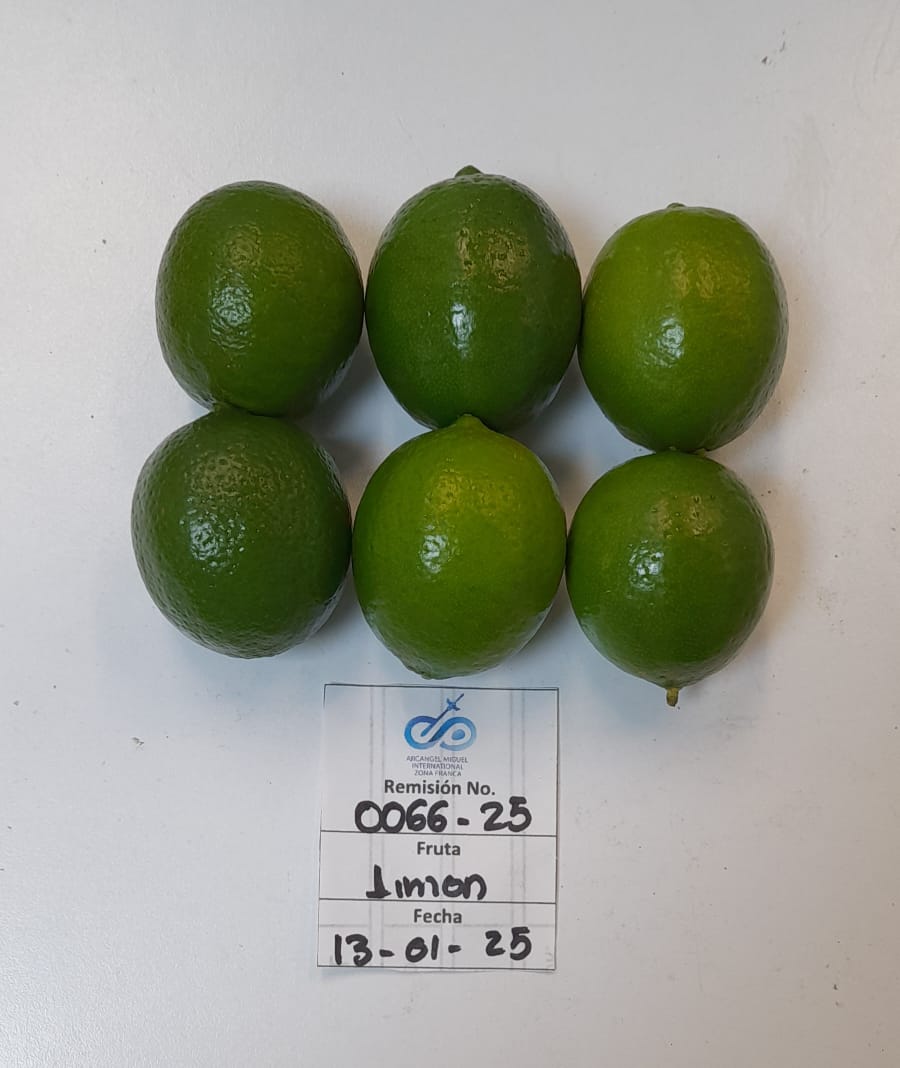 ARCANGEL MIGUEL
INTERNATIONAL
ZONA FRANCA
Remisión No.
0066-25
Fruta
Limon
Fecha
13-01-25